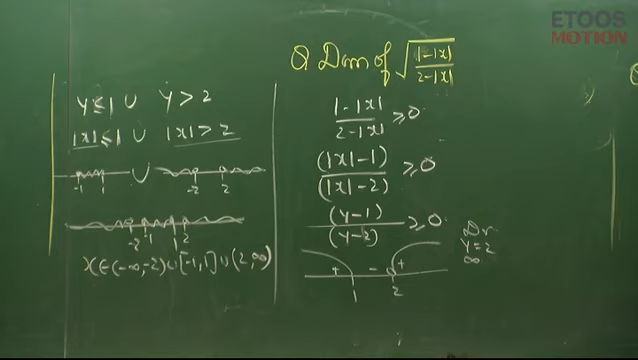 ETOOS
MOTION
Q Dom of √((1-|x|)/(2-|x|))
(1-|x|)/(2-|x|) ≥ 0
(|x|-1)/(|x|-2) ≥ 0
(y-1)/(y-2) ≥ 0
Dr
y=2
∞
+ - +
1 2
y ≤ 1 ∪ y > 2
|x| ≤ 1 ∪ |x| > 2
-1 1 ∪ -2 2
-2 -1 1 2
x ∈ (-∞,-2) ∪ [-1,1] ∪ (2,∞)